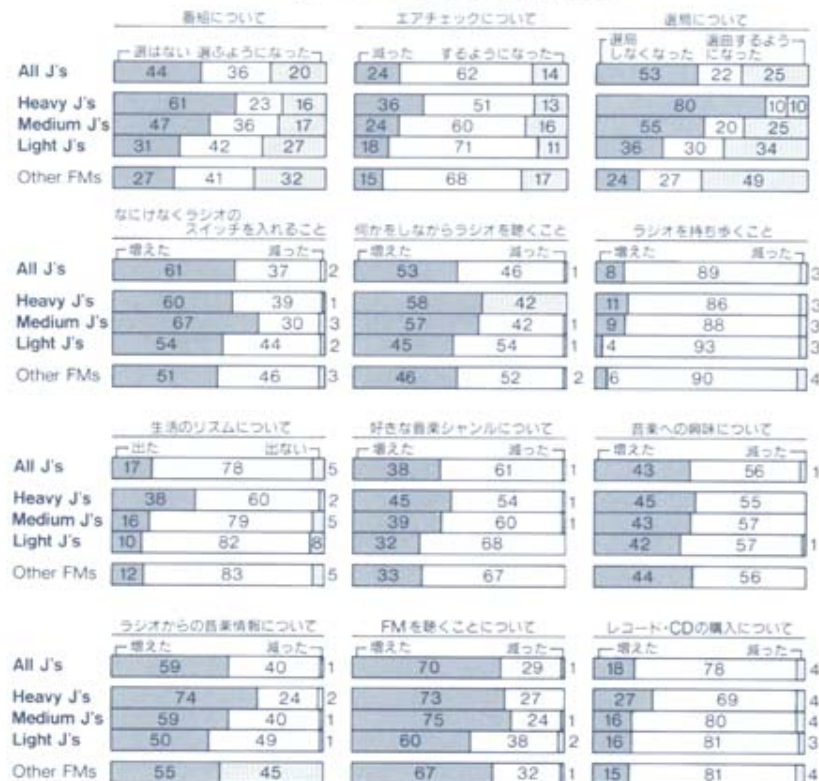 番組について エアチェックについて 選局について
選はない 選ぶようになった 減った するようになった 選局しなくなった 選曲するようになった
All J's 44 36 20 24 62 14 53 22 25
Heavy J's 61 23 16 36 51 13 80 10 10
Medium J's 47 36 17 24 60 16 55 20 25
Light J's 31 42 27 18 71 11 36 30 34
Other FMs 27 41 32 15 68 17 24 27 49
なにげなくラジオの
スイッチを入れること 何かをしながらラジオを聴くこと ラジオを持ち歩くこと
増えた 減った 増えた 減った 増えた 減った
All J's 61 37 2 53 46 1 8 89 3
Heavy J's 60 39 1 58 42 11 86 3
Medium J's 67 30 3 57 42 1 9 88 3
Light J's 54 44 2 45 54 1 4 93 3
Other FMs 51 46 3 46 52 2 6 90 4
生活のリズムについて 好きな音楽ジャンルについて 音楽への興味について
出た 出ない 増えた 減った 増えた 減った
All J's 17 78 5 38 61 1 43 56 1
Heavy J's 38 60 2 45 54 1 45 55
Medium J's 16 79 5 39 60 1 43 57
Light J's 10 82 8 32 68 42 57 1
Other FMs 12 83 5 33 67 44 56
ラジオからの音楽情報について FMを聴くことについて レコード・CDの購入について
増えた 減った 増えた 減った 増えた 減った
All J's 59 40 1 70 29 1 18 78 4
Heavy J's 74 24 2 73 27 27 69 4
Medium J's 59 40 1 75 24 1 16 80 4
Light J's 50 49 1 60 38 2 16 81 3
Other FMs 55 45 67 32 1 15 81 4